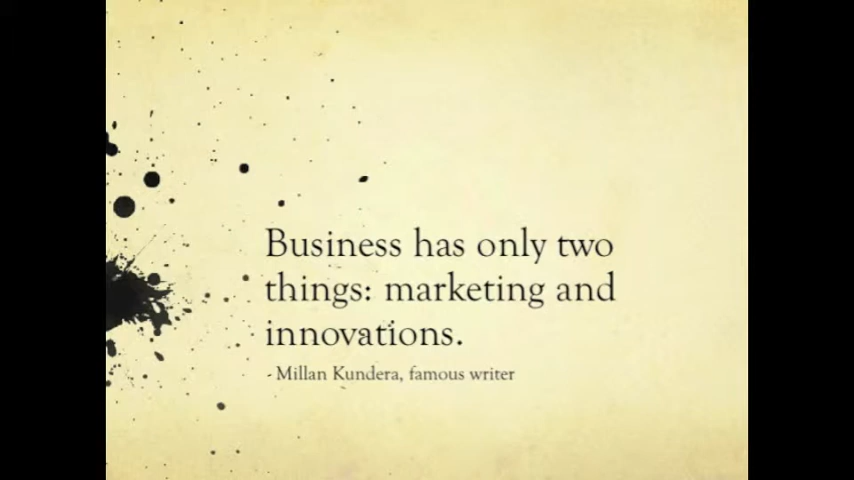 Business has only two
things: marketing and
innovations.
- Millan Kundera, famous writer